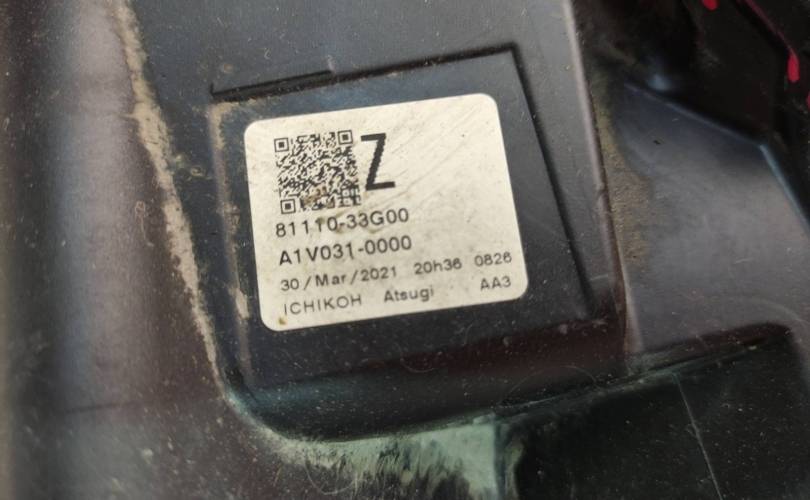 Z
81110-33G00
A1V031-0000
30/Mar/2021 20h36 0826
ICHIKOH Atsugi AA3